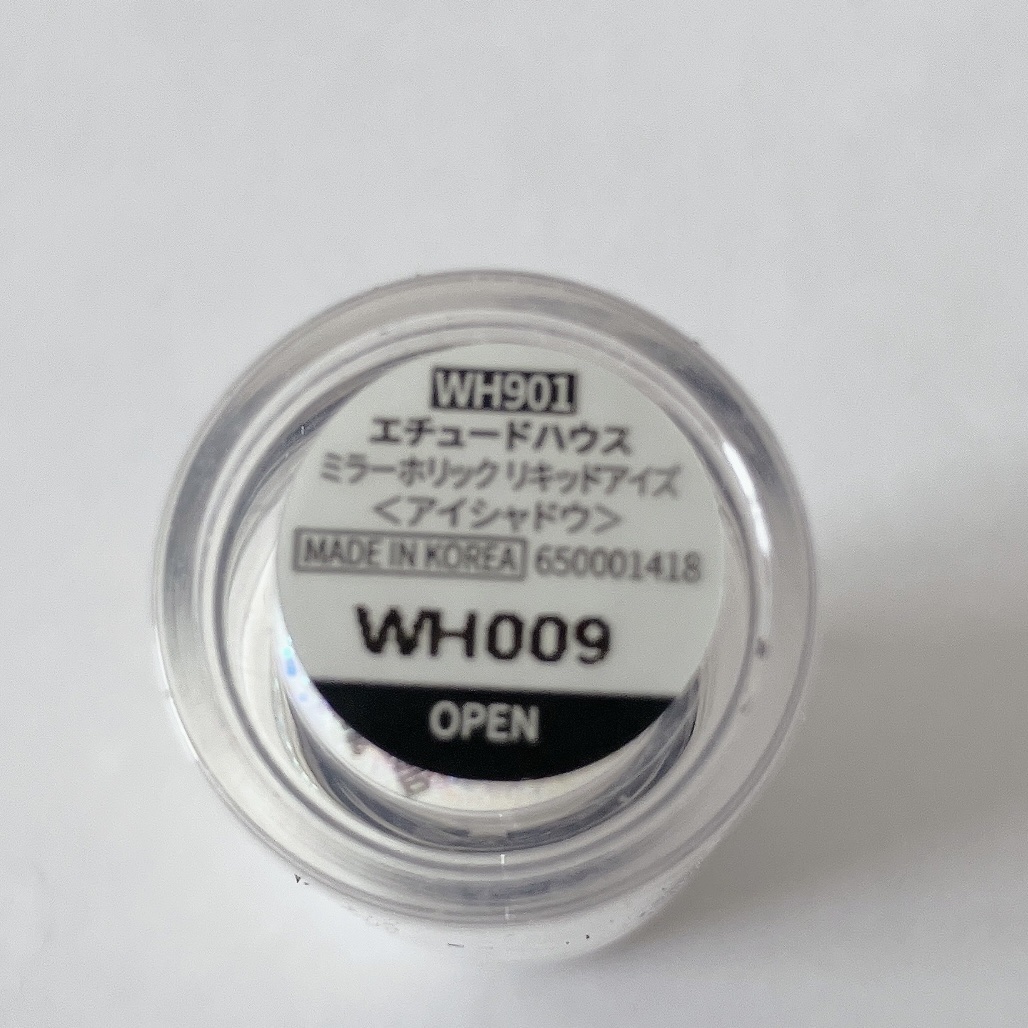 WH901
エチュードハウス
ミラーホリック リキッドアイズ
<アイシャドウ>
MADE IN KOREA 650001418
WH009
OPEN